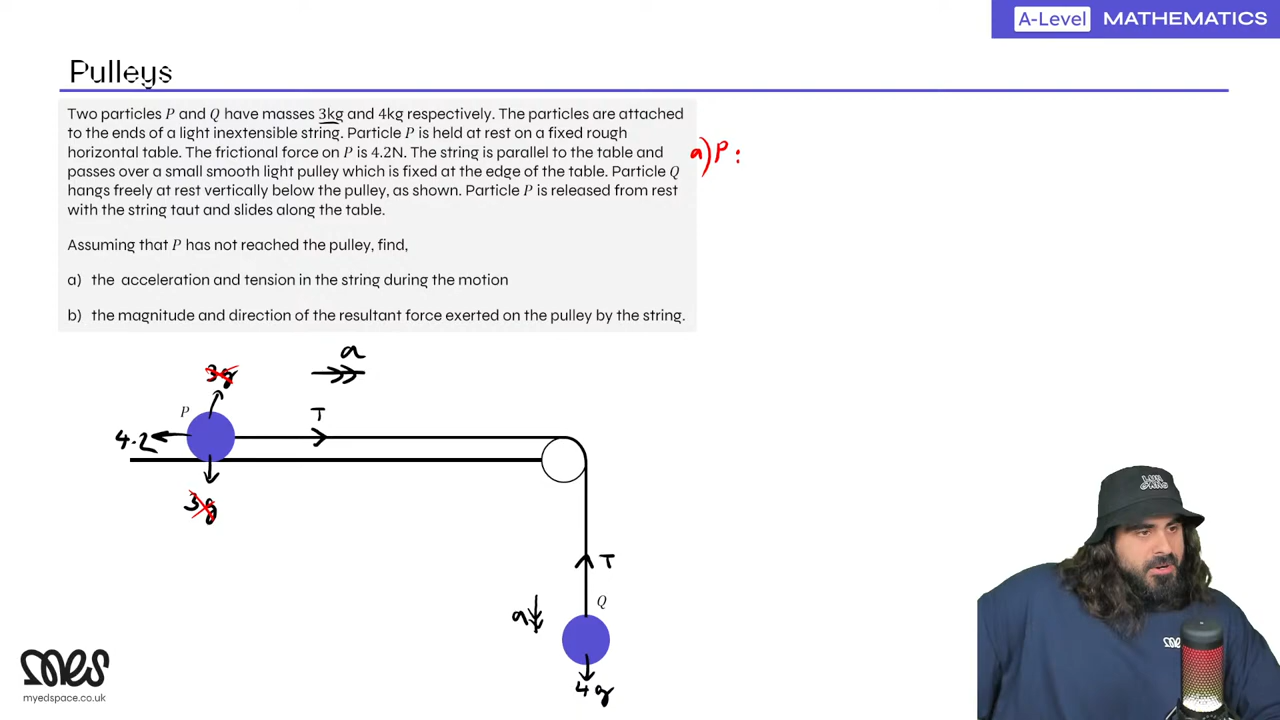 A-Level MATHEMATICS
Pulleys
Two particles P and Q have masses 3kg and 4kg respectively. The particles are attached
to the ends of a light inextensible string. Particle P is held at rest on a fixed rough
horizontal table. The frictional force on P is 4.2N. The string is parallel to the table and
passes over a small smooth light pulley which is fixed at the edge of the table. Particle Q
hangs freely at rest vertically below the pulley, as shown. Particle P is released from rest
with the string taut and slides along the table.
a) P :
Assuming that P has not reached the pulley, find,
a) the acceleration and tension in the string during the motion
b) the magnitude and direction of the resultant force exerted on the pulley by the string.
a
3g
P
T
4.2
3g
T
Q
a
4g
mes
myedspace.co.uk